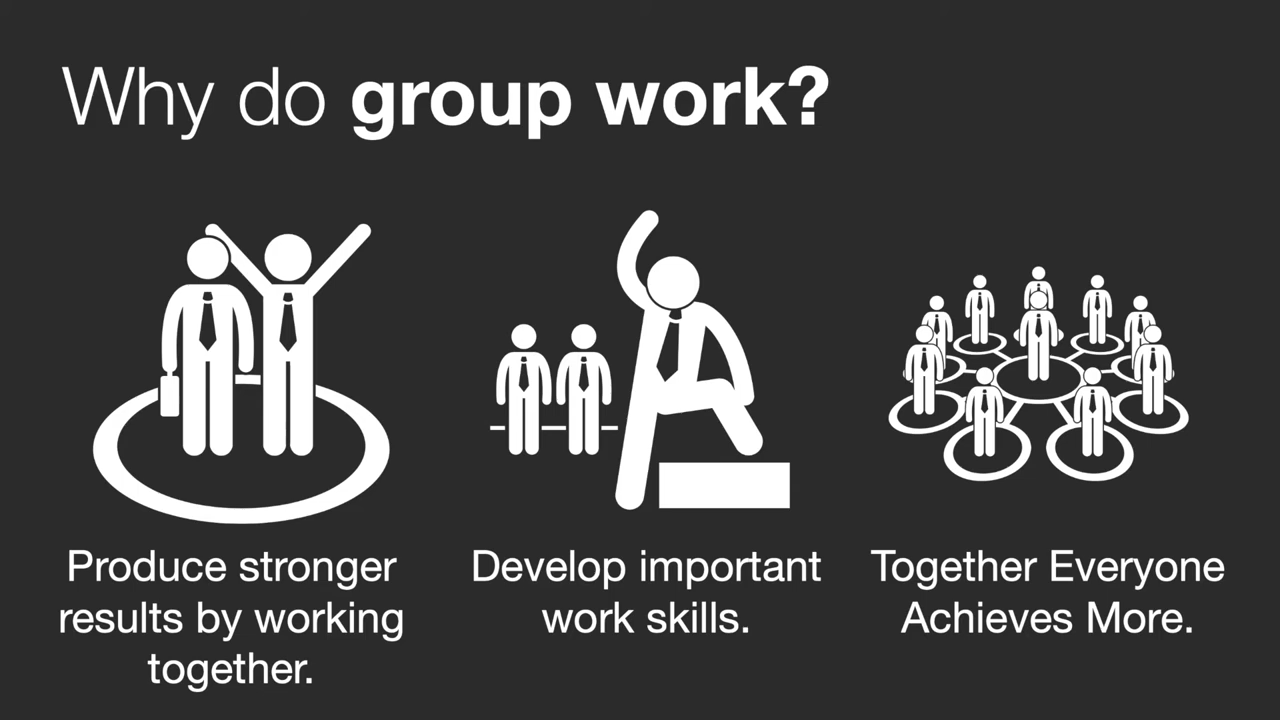 Why do group work?
Produce stronger
results by working
together.
Develop important
work skills.
Together Everyone
Achieves More.